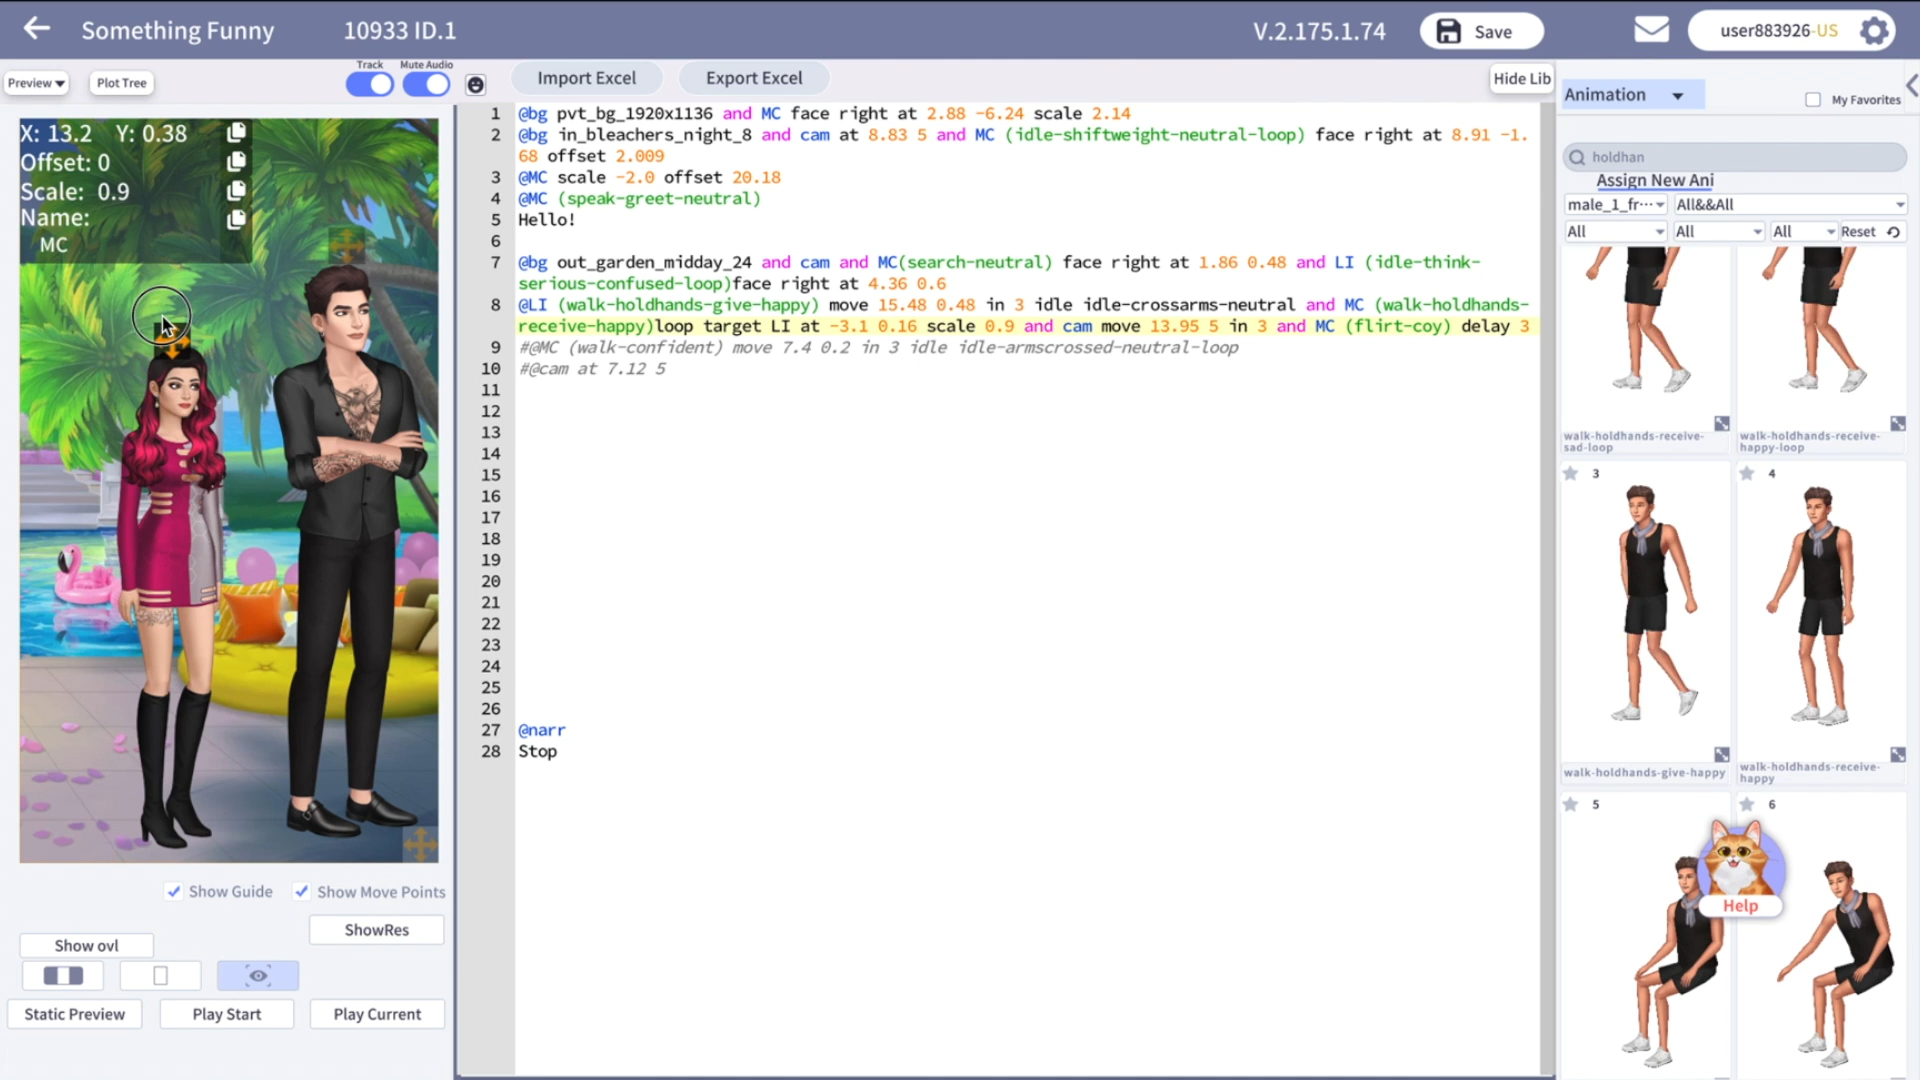 Something Funny
10933 ID.1
V.2.175.1.74
Save
user883926-US
Preview
Plot Tree
Track
Mute Audio
Import Excel
Export Excel
Hide Lib
Animation
My Favorites
X: 13.2 Y: 0.38
Offset: 0
Scale: 0.9
Name:
MC
1 @bg pvt_bg_1920x1136 and MC face right at 2.88 -6.24 scale 2.14
2 @bg in_bleachers_night_8 and cam at 8.83 5 and MC (idle-shiftweight-neutral-loop) face right at 8.91 -1.
68 offset 2.009
3 @MC scale -2.0 offset 20.18
4 @MC (speak-greet-neutral)
5 Hello!
6
7 @bg out_garden_midday_24 and cam and MC(search-neutral) face right at 1.86 0.48 and LI (idle-think-
serious-confused-loop)face right at 4.36 0.6
8 @LI (walk-holdhands-give-happy) move 15.48 0.48 in 3 idle idle-crossarms-neutral and MC (walk-holdhands-
receive-happy)loop target LI at -3.1 0.16 scale 0.9 and cam move 13.95 5 in 3 and MC (flirt-coy) delay 3
9 #@MC (walk-confident) move 7.4 0.2 in 3 idle idle-armscrossed-neutral-loop
10 #@cam at 7.12 5
11
12
13
14
15
16
17
18
19
20
21
22
23
24
25
26
27 @narr
28 Stop
holdhan
Assign New Ani
male_1_fr···
All&&All
All
All
All
Reset
walk-holdhands-receive-
sad-loop
walk-holdhands-receive-
happy-loop
3
4
walk-holdhands-give-happy
walk-holdhands-receive-
happy
5
6
Help
Show Guide
Show Move Points
ShowRes
Show ovl
Static Preview
Play Start
Play Current